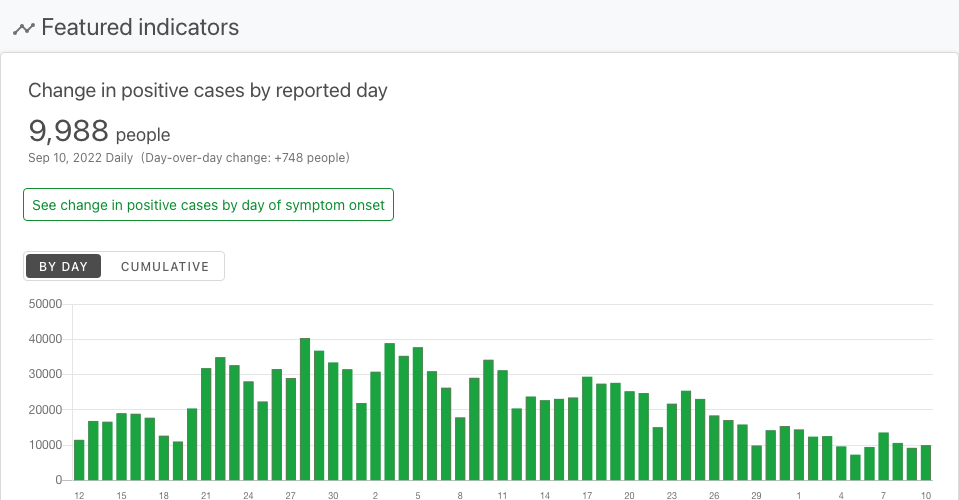 Featured indicators
Change in positive cases by reported day
9,988 people
Sep 10, 2022 Daily (Day-over-day change: +748 people)
See change in positive cases by day of symptom onset
BY DAY CUMULATIVE
50000
40000
30000
20000
10000
0
12 15 18 21 24 27 30 2 5 8 11 14 17 20 23 26 29 1 4 7 10